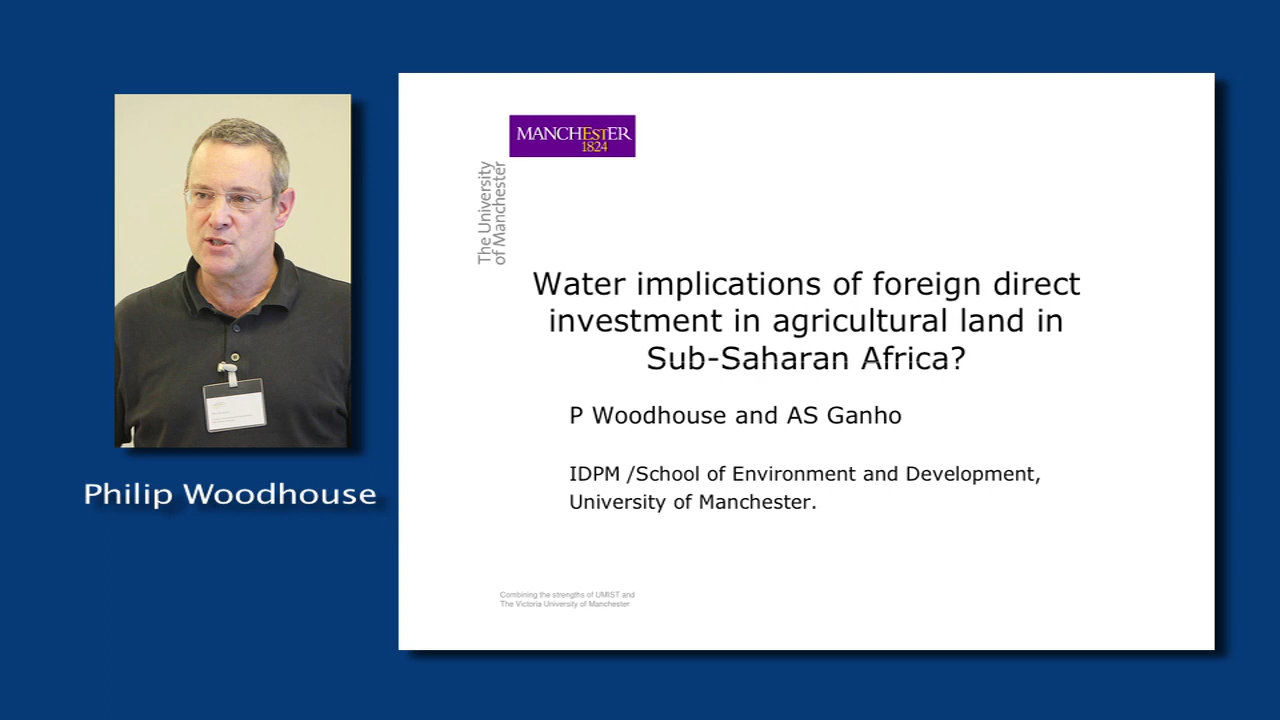 MANCHESTER
1824
The University
of Manchester
Water implications of foreign direct
investment in agricultural land in
Sub-Saharan Africa?
P Woodhouse and AS Ganho
IDPM /School of Environment and Development,
University of Manchester.
Combining the strengths of UMIST and
The Victoria University of Manchester
Philip Woodhouse